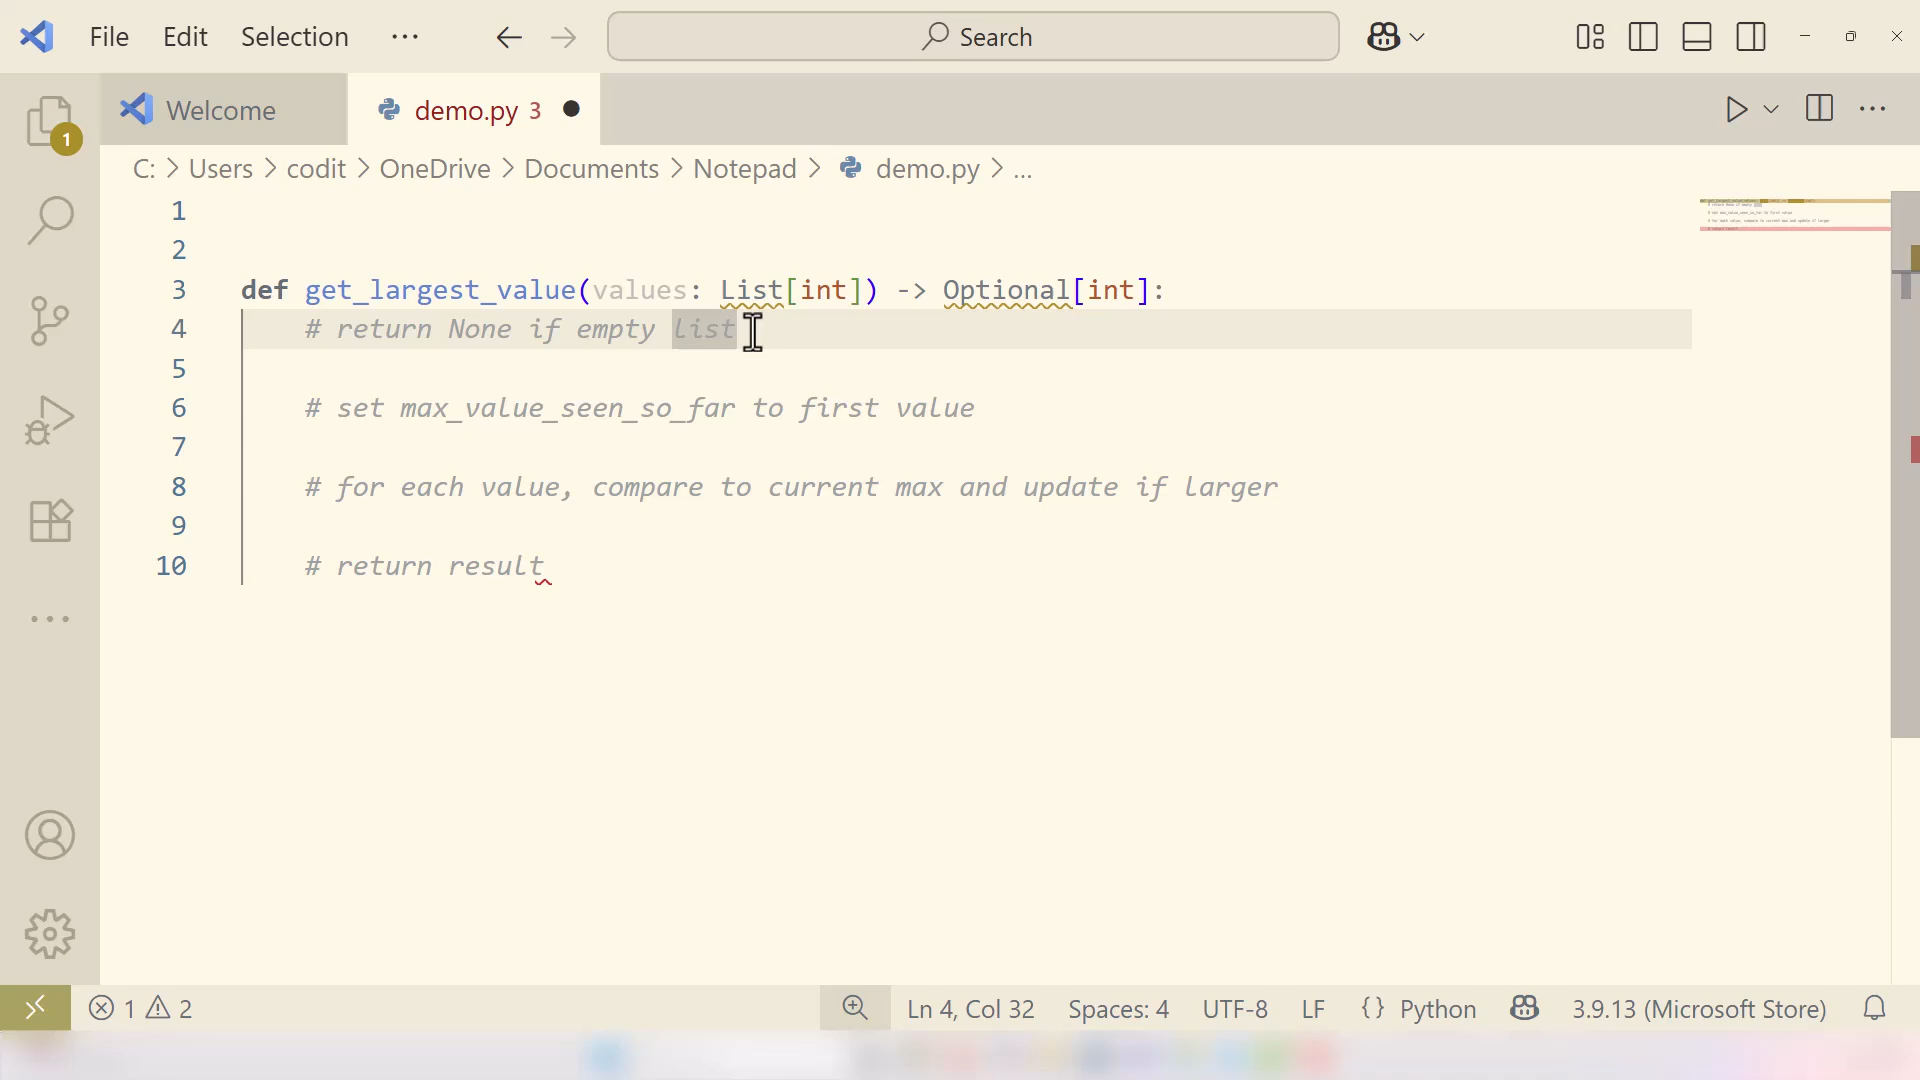 File Edit Selection ··· Search
Welcome demo.py 3
C: > Users > codit > OneDrive > Documents > Notepad > demo.py > ...
1
1
2
3 def get_largest_value(values: List[int]) -> Optional[int]:
4 # return None if empty list
5
6 # set max_value_seen_so_far to first value
7
8 # for each value, compare to current max and update if larger
9
10 # return result
1 2 Ln 4, Col 32 Spaces: 4 UTF-8 LF {} Python 3.9.13 (Microsoft Store)